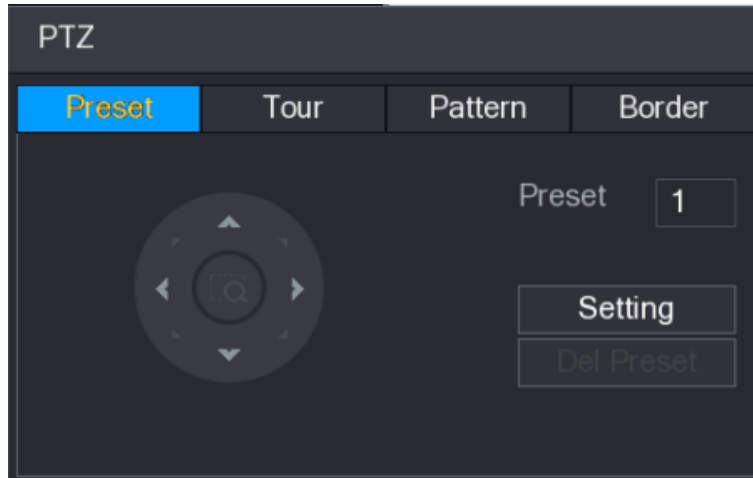 PTZ
Preset Tour Pattern Border
Preset 1
Setting
Del Preset